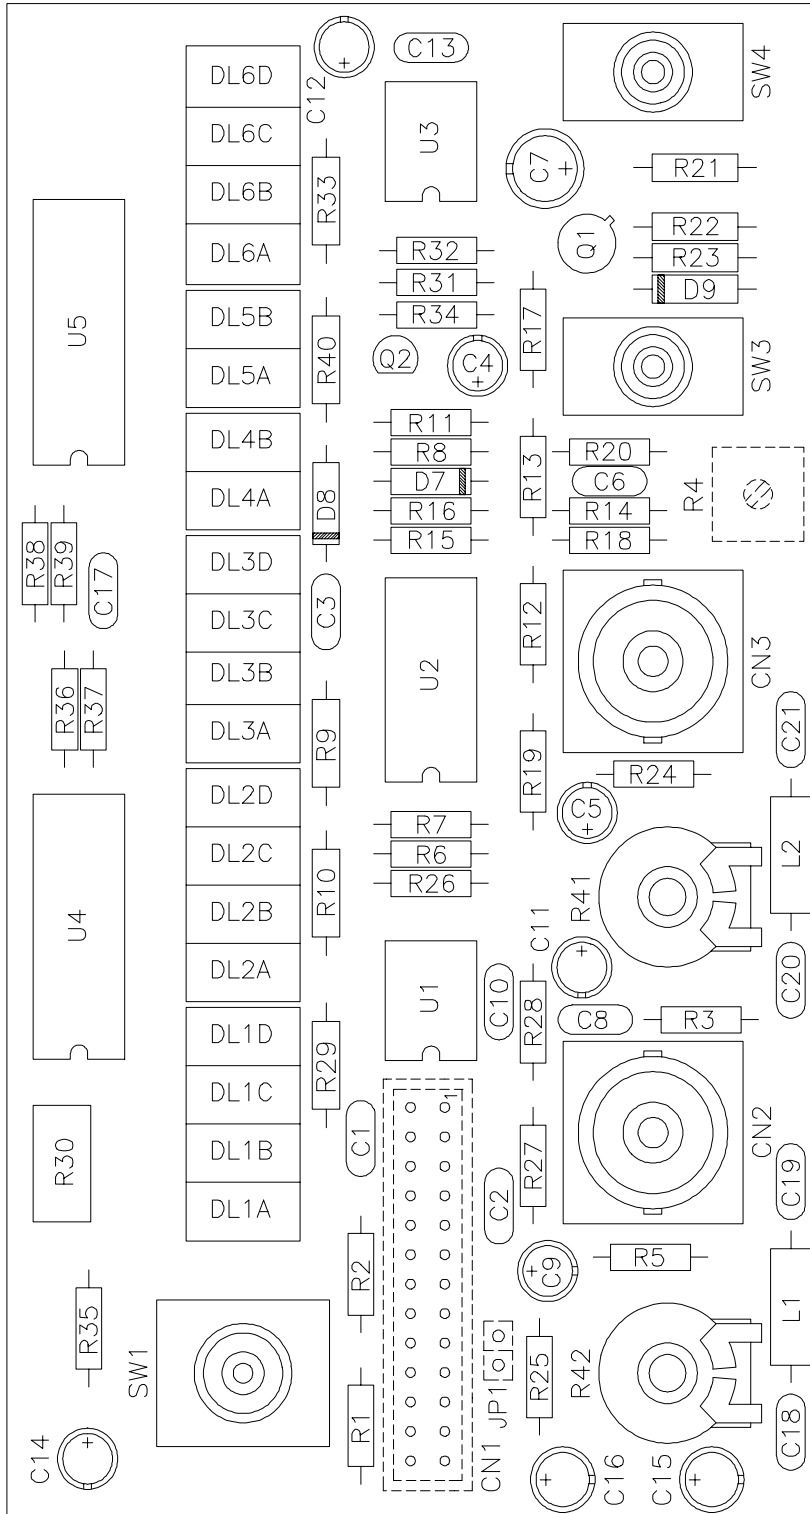 C13
SW4
DL6D
C12
DL6C
U3
C7
R21
DL6B
R33
R22
DL6A
R32
Q1
R23
R31
D9
U5
DL5B
R34
R17
R40
Q2
C4
SW3
DL5A
R11
DL4B
R8
R20
R13
D7
C6
R4
DL4A
D8
R16
R14
R15
R18
R38
R39
DL3D
C17
C3
DL3C
R12
U2
CN3
DL3B
R36
R37
R9
C21
DL3A
R19
R24
DL2D
C5
R7
R6
L2
DL2C
R26
R10
R41
U4
DL2B
C11
DL2A
C20
U1
C10
R28
C8
R3
DL1D
R29
DL1C
1
C1
CN2
R30
DL1B
R27
C19
C2
DL1A
R5
R2
C9
L1
R35
SW1
JP1
R25
R42
R1
C18
C14
CN1
C16
C15